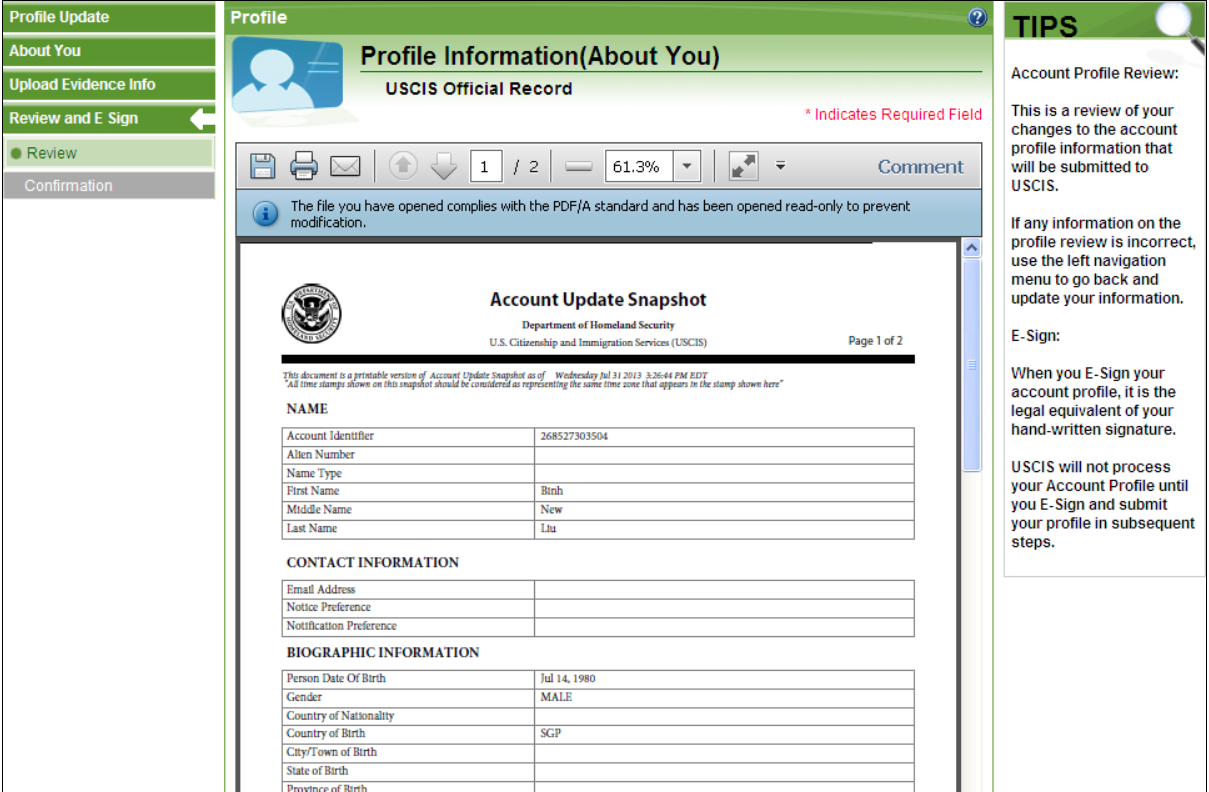 Profile Update
About You
Upload Evidence Info
Review and E Sign
Review
Confirmation
Profile
Profile Information(About You)
USCIS Official Record
* Indicates Required Field
1 / 2
61.3%
Comment
The file you have opened complies with the PDF/A standard and has been opened read-only to prevent
modification.
Account Update Snapshot
Department of Homeland Security
U.S. Citizenship and Immigration Services (USCIS)
Page 1 of 2
This document is a printable version of Account Update Snapshot as of Wednesday Jul 31 2013 3:26:44 PM EDT
"All time stamps shown on this snapshot should be considered as representing the same time zone that appears in the stamp shown here"
NAME
Account Identifier 268527303504
Alien Number
Name Type
First Name Binh
Middle Name New
Last Name Liu
CONTACT INFORMATION
Email Address
Notice Preference
Notification Preference
BIOGRAPHIC INFORMATION
Person Date Of Birth Jul 14, 1980
Gender MALE
Country of Nationality
Country of Birth SGP
City/Town of Birth
State of Birth
Province of Birth
TIPS
Account Profile Review:
This is a review of your
changes to the account
profile information that
will be submitted to
USCIS.
If any information on the
profile review is incorrect,
use the left navigation
menu to go back and
update your information.
E-Sign:
When you E-Sign your
account profile, it is the
legal equivalent of your
hand-written signature.
USCIS will not process
your Account Profile until
you E-Sign and submit
your profile in subsequent
steps.